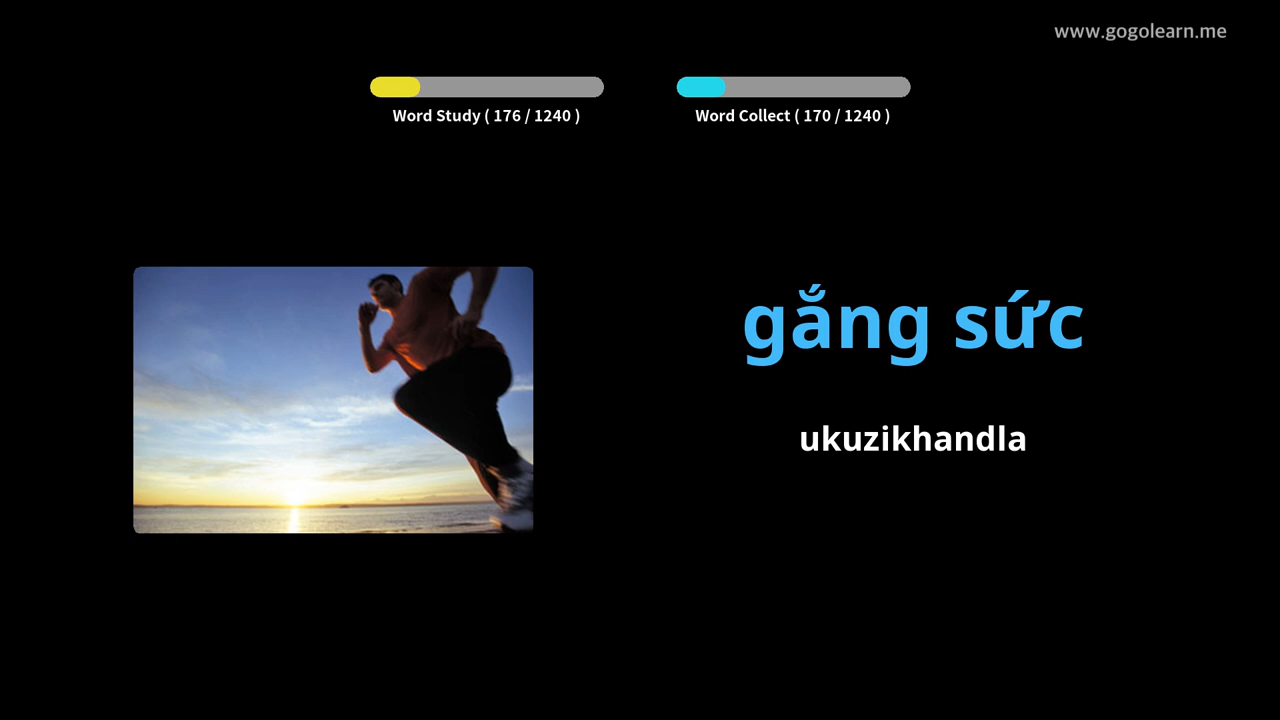 www.gogolearn.me
Word Study ( 176 / 1240 )
Word Collect ( 170 / 1240 )
gắng sức
ukuzikhandla